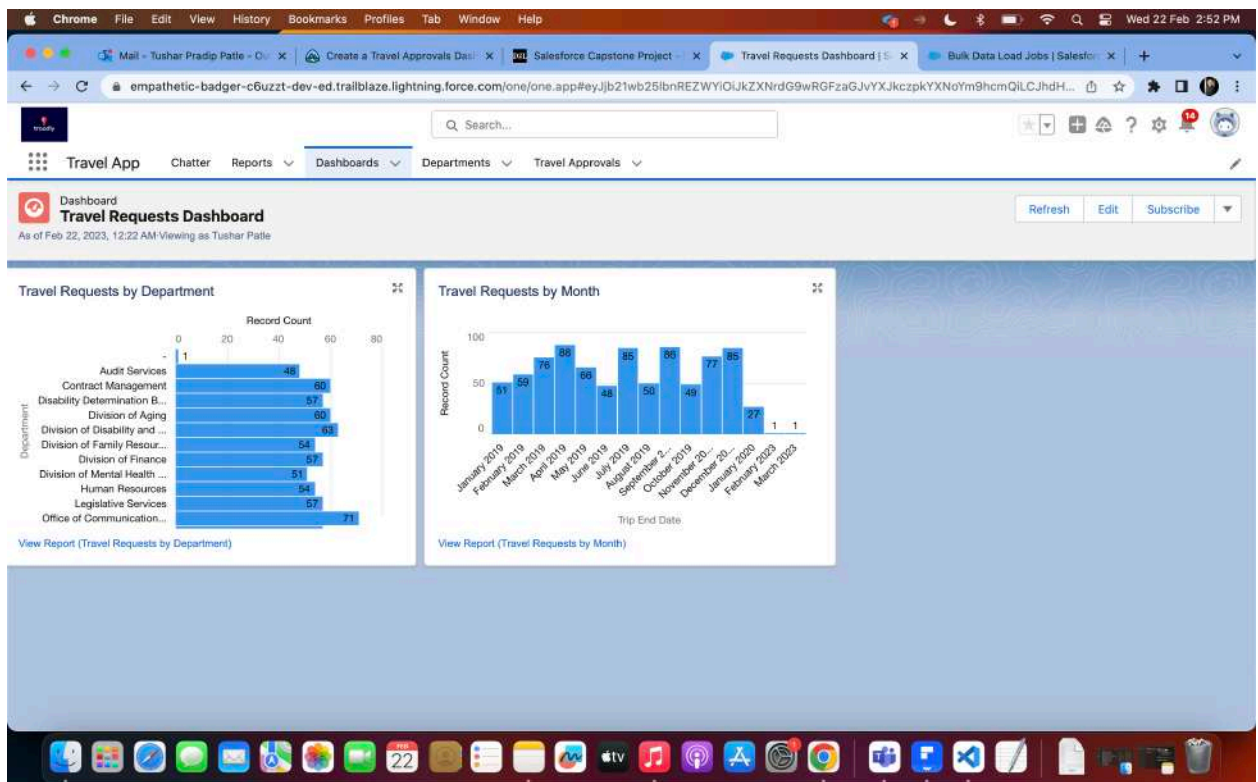 Chrome File Edit View History Bookmarks Profiles Tab Window Help Wed 22 Feb 2:52 PM
Mail - Tushar Pradip Patle - Ou Create a Travel Approvals Das Salesforce Capstone Project - Travel Requests Dashboard | S Bulk Data Load Jobs | Salesfor
empathetic-badger-c6uzzt-dev-ed.trailblaze.lightning.force.com/one/one.app#
Search... 14
Travel App Chatter Reports Dashboards Departments Travel Approvals
Dashboard
Travel Requests Dashboard
As of Feb 22, 2023, 12:22 AM·Viewing as Tushar Patle
Refresh Edit Subscribe
Travel Requests by Department
Record Count
0 20 40 60 80
Department
- 1
Audit Services 48
Contract Management 60
Disability Determination B... 57
Division of Aging 60
Division of Disability and ... 63
Division of Family Resour... 54
Division of Finance 57
Division of Mental Health ... 51
Human Resources 54
Legislative Services 57
Office of Communication... 71
View Report (Travel Requests by Department)
Travel Requests by Month
Record Count
100
50
0
51 59 76 88 66 48 85 50 86 49 77 85 27 1 1
January 2019
February 2019
March 2019
April 2019
May 2019
June 2019
July 2019
August 2019
September 2...
October 2019
November 20...
December 20...
January 2020
February 2023
March 2023
Trip End Date
View Report (Travel Requests by Month)
FEB
22
tv